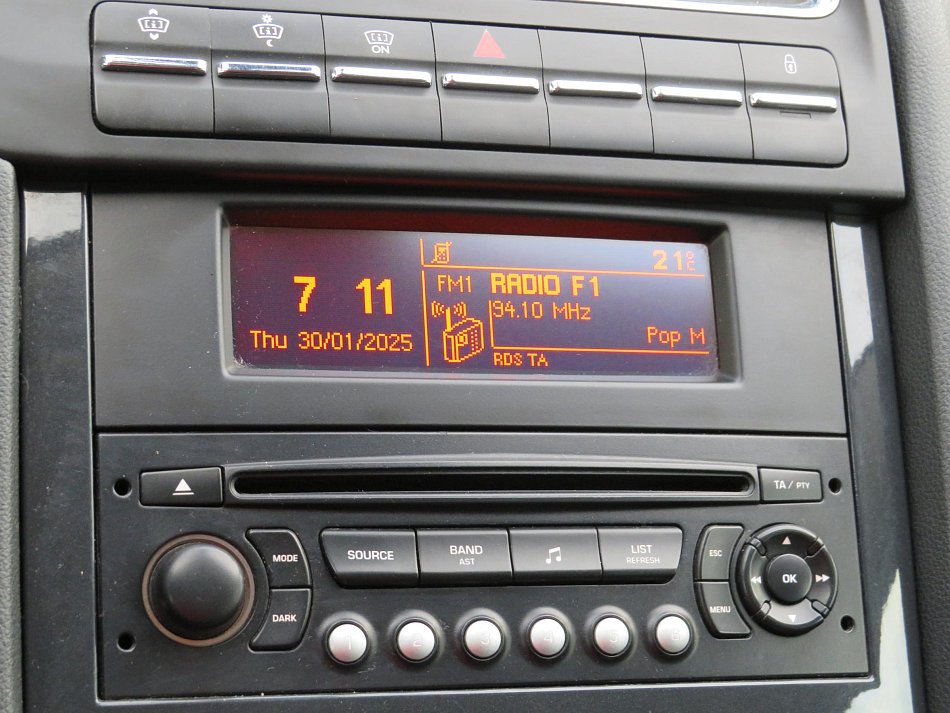 ON
21°C
7 11
FM1 RADIO F1
94.10 MHz
Thu 30/01/2025
Pop M
RDS TA
TA / PTY
MODE
SOURCE
BAND
AST
LIST
REFRESH
ESC
OK
DARK
MENU
1 2 3 4 5 6